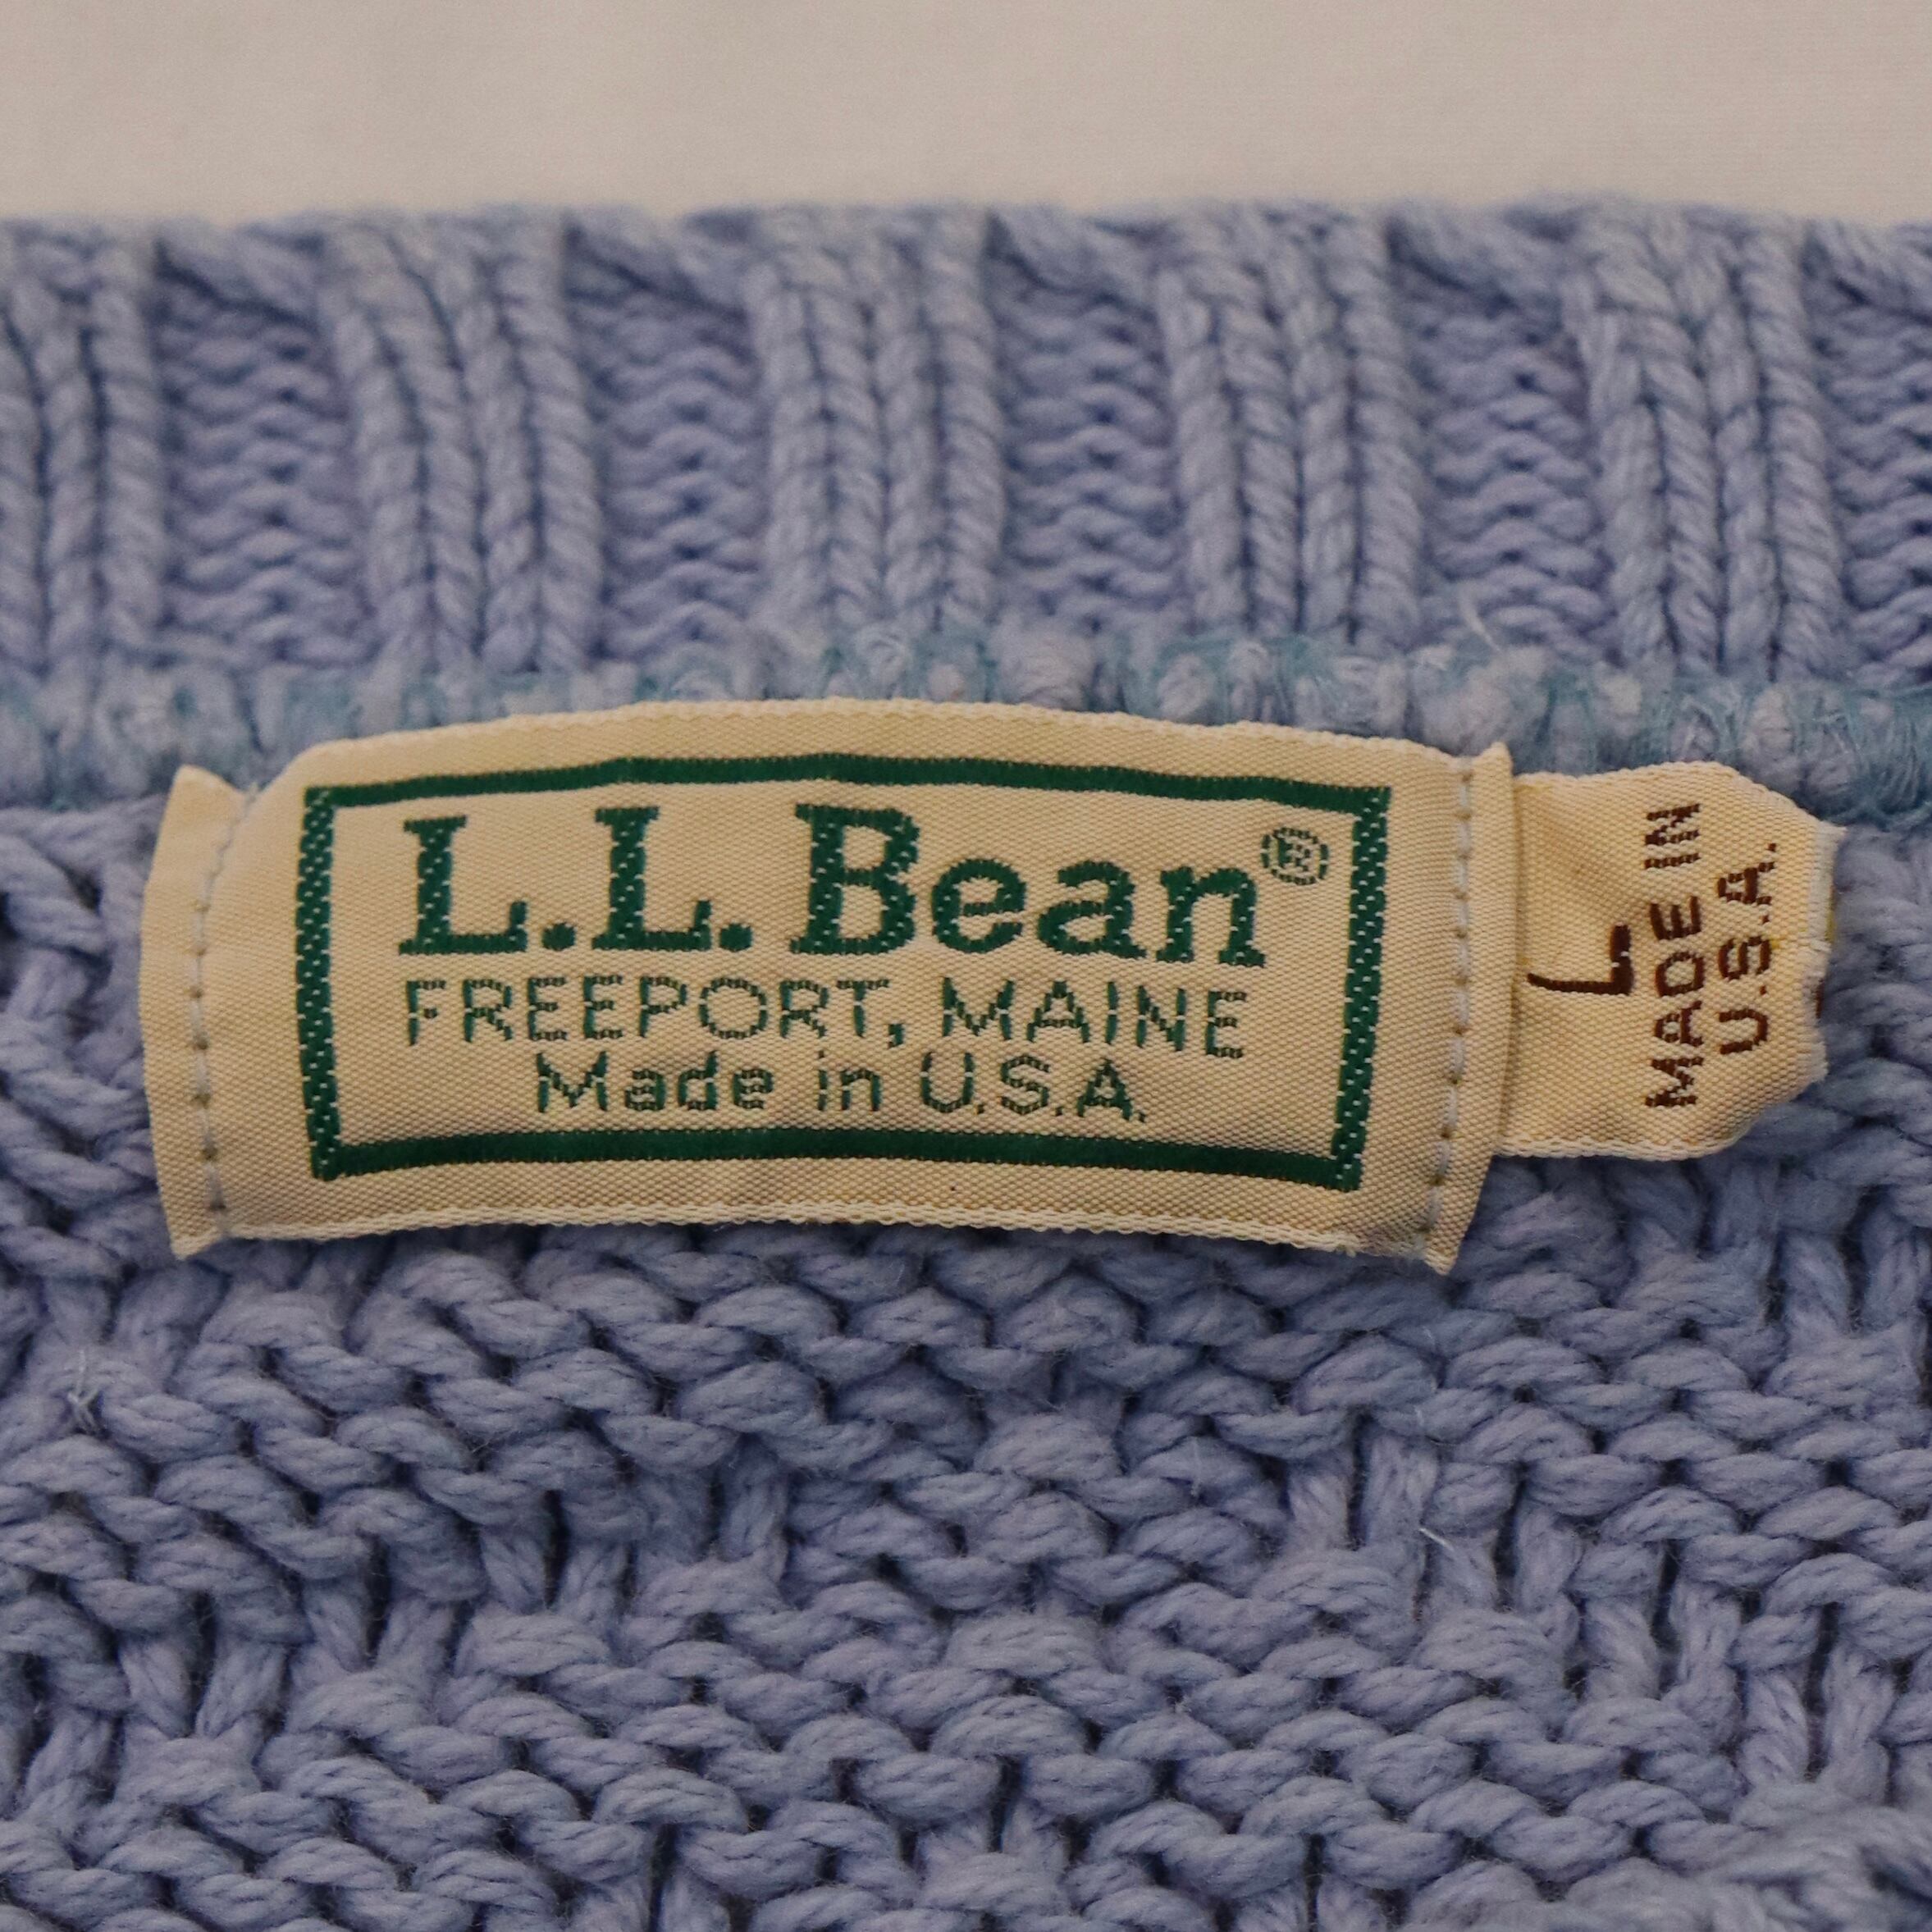 L.L.Bean®
FREEPORT, MAINE
Made in U.S.A.
L
MADE IN
U.S.A.